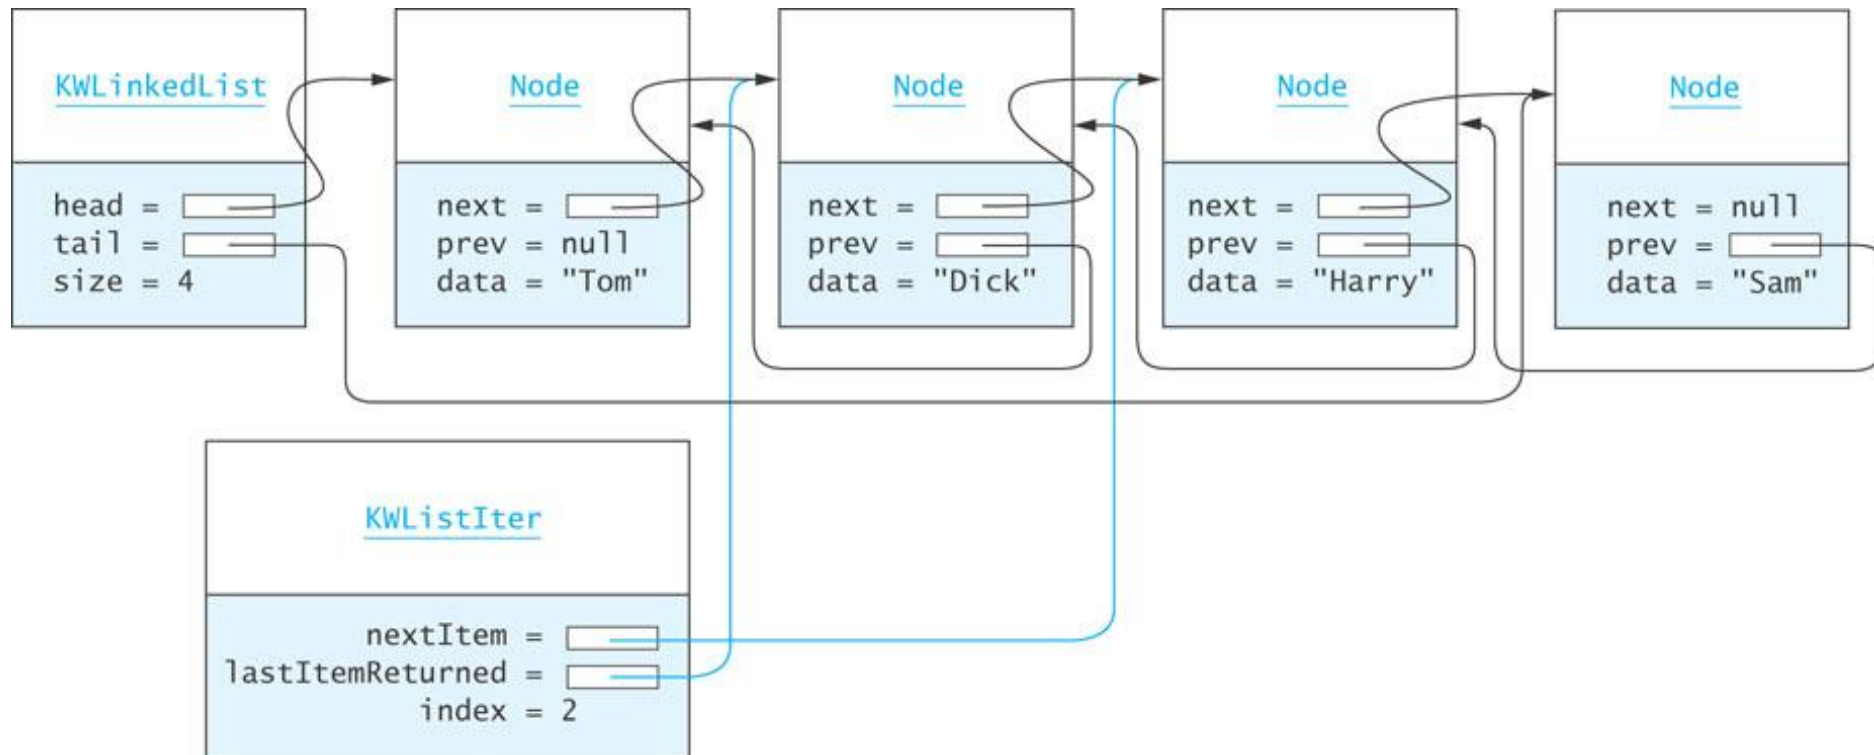 KWLinkedList
head =
tail =
size = 4
Node
next =
prev = null
data = "Tom"
Node
next =
prev =
data = "Dick"
Node
next =
prev =
data = "Harry"
Node
next = null
prev =
data = "Sam"
KWListIter
nextItem =
lastItemReturned =
index = 2